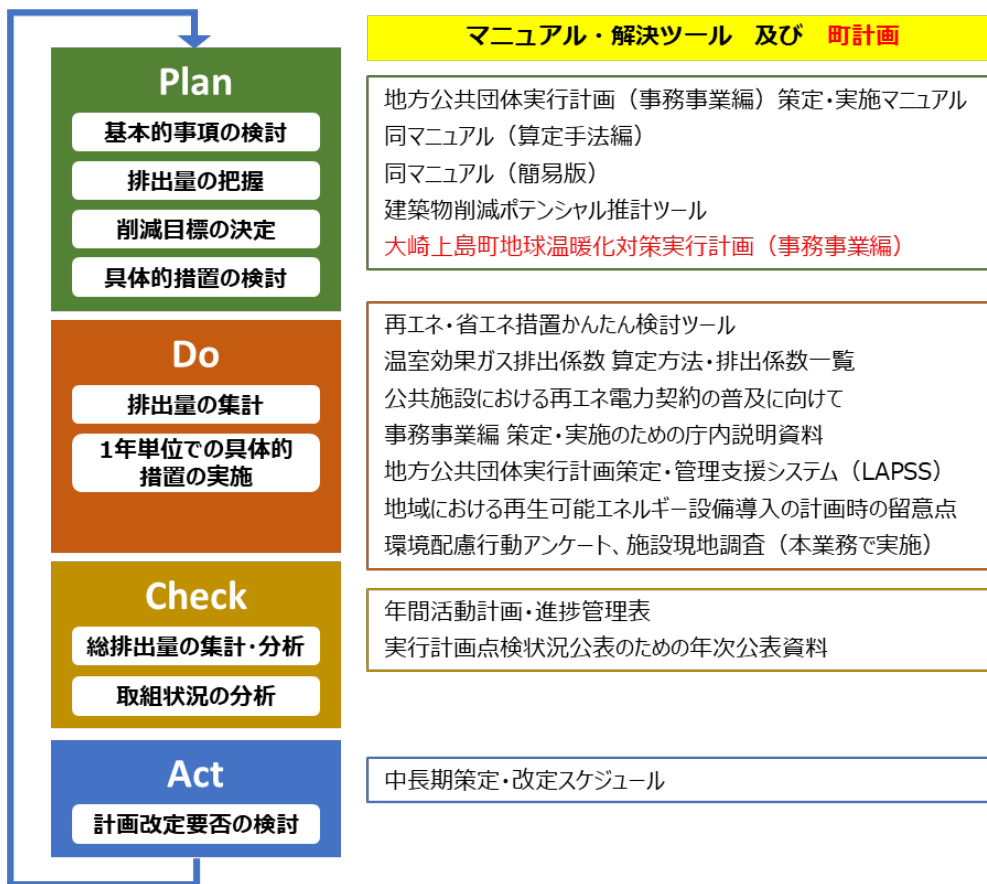 マニュアル・解決ツール 及び 町計画
Plan
基本的事項の検討
排出量の把握
削減目標の決定
具体的措置の検討
地方公共団体実行計画（事務事業編）策定・実施マニュアル
同マニュアル（算定手法編）
同マニュアル（簡易版）
建築物削減ポテンシャル推計ツール
大崎上島町地球温暖化対策実行計画（事務事業編）
Do
排出量の集計
1年単位での具体的
措置の実施
再エネ・省エネ措置かんたん検討ツール
温室効果ガス排出係数 算定方法・排出係数一覧
公共施設における再エネ電力契約の普及に向けて
事務事業編 策定・実施のための庁内説明資料
地方公共団体実行計画策定・管理支援システム（LAPSS）
地域における再生可能エネルギー設備導入の計画時の留意点
環境配慮行動アンケート、施設現地調査（本業務で実施）
Check
総排出量の集計・分析
取組状況の分析
年間活動計画・進捗管理表
実行計画点検状況公表のための年次公表資料
Act
計画改定要否の検討
中長期策定・改定スケジュール